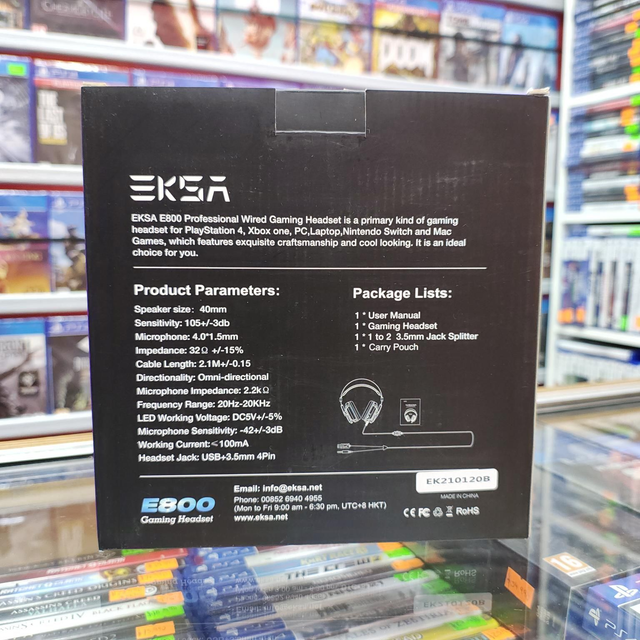 EKSA
EKSA E800 Professional Wired Gaming Headset is a primary kind of gaming
headset for PlayStation 4, Xbox one, PC,Laptop,Nintendo Switch and Mac
Games, which features exquisite craftsmanship and cool looking. It is an ideal
choice for you.
Product Parameters:
Speaker size: 40mm
Sensitivity: 105+/-3db
Microphone: 4.0*1.5mm
Impedance: 32Ω +/-15%
Cable Length: 2.1M+/-0.15
Directionality: Omni-directional
Microphone Impedance: 2.2kΩ
Frequency Range: 20Hz-20KHz
LED Working Voltage: DC5V+/-5%
Microphone Sensitivity: -42+/-3dB
Working Current:≤100mA
Headset Jack: USB+3.5mm 4Pin
Package Lists:
1 * User Manual
1 * Gaming Headset
1 * 1 to 2 3.5mm Jack Splitter
1 * Carry Pouch
E800
Gaming Headset
Email: info@eksa.net
Phone: 00852 6940 4955
(Mon to Fri 9:00 am - 6:30 pm, UTC+8 HKT)
www.eksa.net
EK210120B
MADE IN CHINA
CE FC RoHS
DOOM